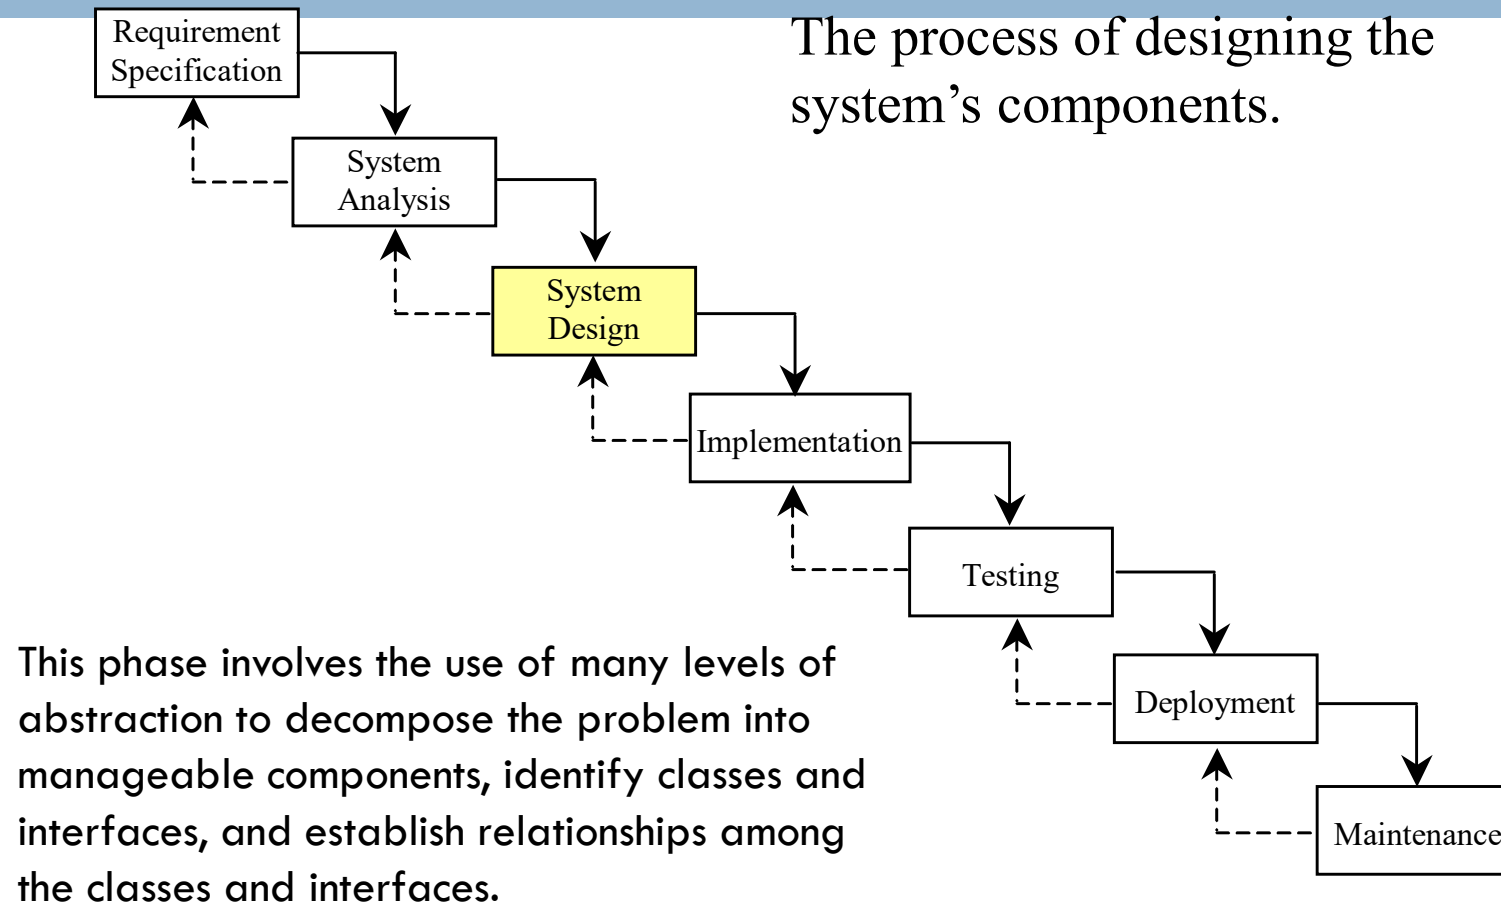 Requirement
Specification
The process of designing the
system’s components.
System
Analysis
System
Design
Implementation
Testing
Deployment
Maintenance
This phase involves the use of many levels of
abstraction to decompose the problem into
manageable components, identify classes and
interfaces, and establish relationships among
the classes and interfaces.